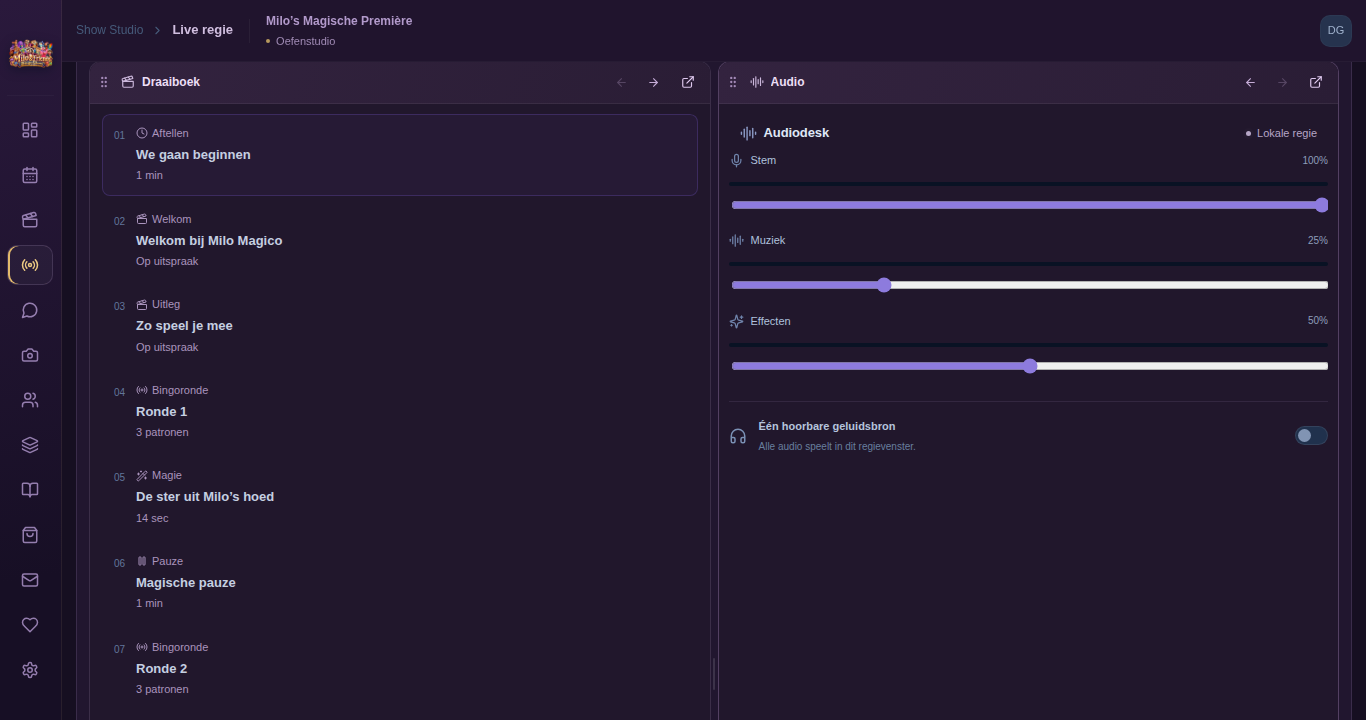 Show Studio
Live regie
Milo’s Magische Première
Oefenstudio
DG
Draaiboek
01
Aftellen
We gaan beginnen
1 min
02
Welkom
Welkom bij Milo Magico
Op uitspraak
03
Uitleg
Zo speel je mee
Op uitspraak
04
Bingoronde
Ronde 1
3 patronen
05
Magie
De ster uit Milo’s hoed
14 sec
06
Pauze
Magische pauze
1 min
07
Bingoronde
Ronde 2
3 patronen
Audio
Audiodesk
Lokale regie
Stem 100%
Muziek 25%
Effecten 50%
Één hoorbare geluidsbron
Alle audio speelt in dit regievenster.